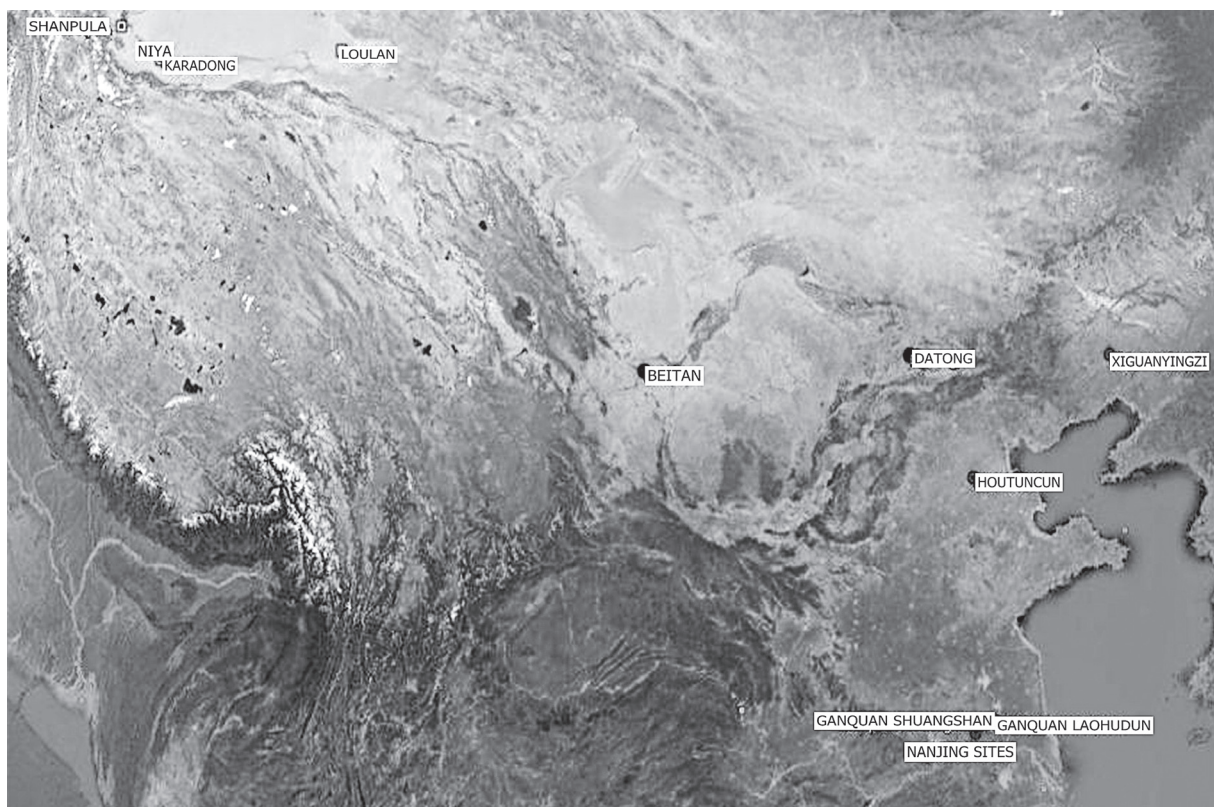 SHANPULA
NIYA
KARADONG
LOULAN
BEITAN
DATONG
XIGUANYINGZI
HOUTUNCUN
GANQUAN SHUANGSHAN
GANQUAN LAOHUDUN
NANJING SITES